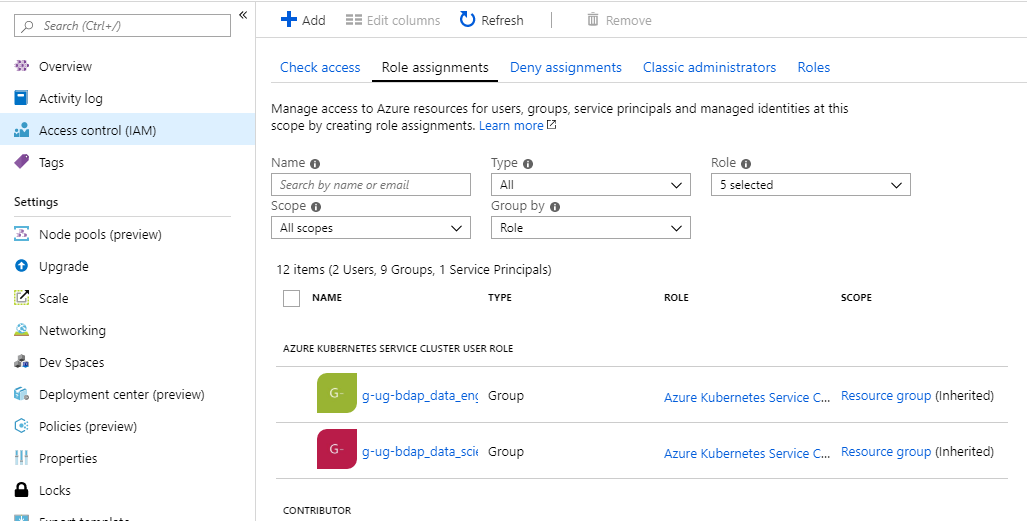 Search (Ctrl+/)
«
Overview
Activity log
Access control (IAM)
Tags
Settings
Node pools (preview)
Upgrade
Scale
Networking
Dev Spaces
Deployment center (preview)
Policies (preview)
Properties
Locks
Export template
Add Edit columns Refresh Remove
Check access Role assignments Deny assignments Classic administrators Roles
Manage access to Azure resources for users, groups, service principals and managed identities at this
scope by creating role assignments. Learn more
Name Type Role
Search by name or email All 5 selected
Scope Group by
All scopes Role
12 items (2 Users, 9 Groups, 1 Service Principals)
NAME TYPE ROLE SCOPE
AZURE KUBERNETES SERVICE CLUSTER USER ROLE
G- g-ug-bdap_data_eng Group Azure Kubernetes Service C... Resource group (Inherited)
G- g-ug-bdap_data_scie Group Azure Kubernetes Service C... Resource group (Inherited)
CONTRIBUTOR